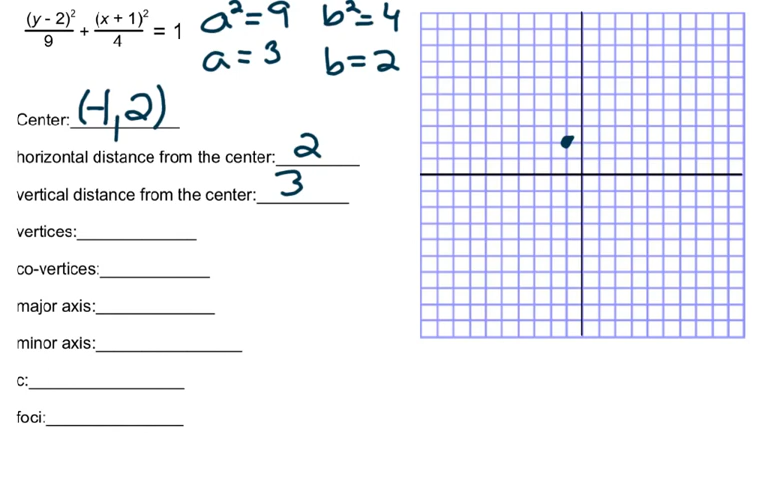 (y - 2)²/9 + (x + 1)²/4 = 1
a² = 9 b² = 4
a = 3 b = 2
Center: (-1, 2)
horizontal distance from the center: 2
vertical distance from the center: 3
vertices:
co-vertices:
major axis:
minor axis:
c:
foci: